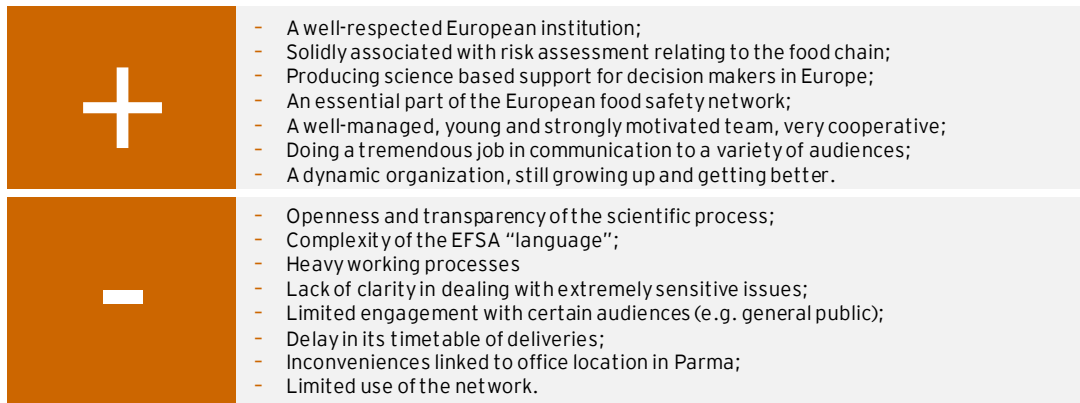 +
- A well-respected European institution;
- Solidly associated with risk assessment relating to the food chain;
- Producing science based support for decision makers in Europe;
- An essential part of the European food safety network;
- A well-managed, young and strongly motivated team, very cooperative;
- Doing a tremendous job in communication to a variety of audiences;
- A dynamic organization, still growing up and getting better.
-
- Openness and transparency of the scientific process;
- Complexity of the EFSA “language”;
- Heavy working processes
- Lack of clarity in dealing with extremely sensitive issues;
- Limited engagement with certain audiences (e.g. general public);
- Delay in its timetable of deliveries;
- Inconveniences linked to office location in Parma;
- Limited use of the network.